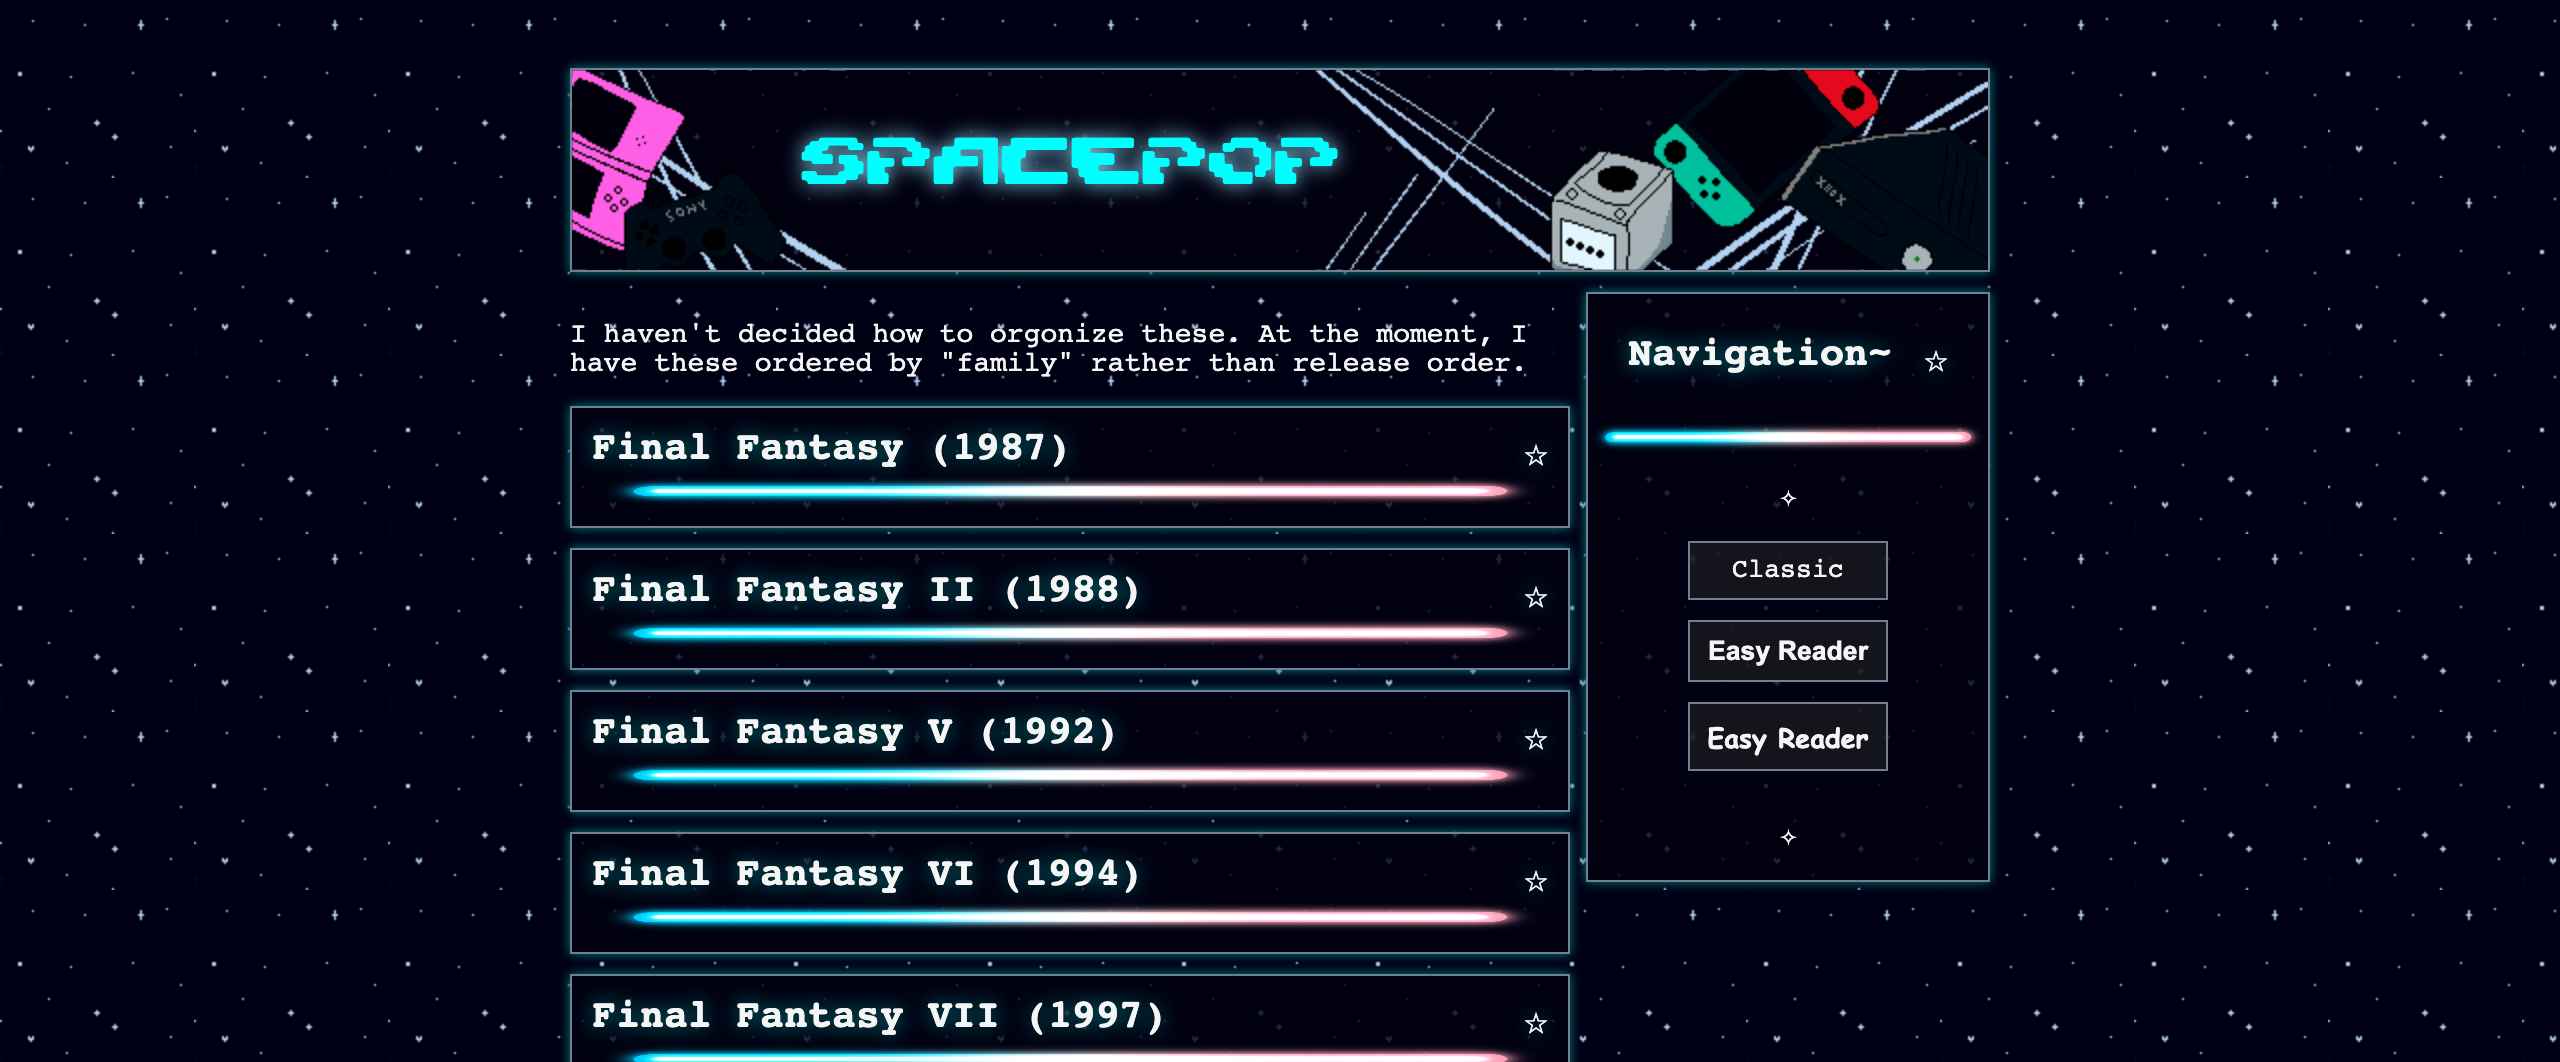 SPACEPOP
SONY
XBOX
I haven't decided how to orgonize these. At the moment, I
have these ordered by "family" rather than release order.
Final Fantasy (1987) ☆
Final Fantasy II (1988) ☆
Final Fantasy V (1992) ☆
Final Fantasy VI (1994) ☆
Final Fantasy VII (1997) ☆
Navigation~ ☆
Classic
Easy Reader
Easy Reader